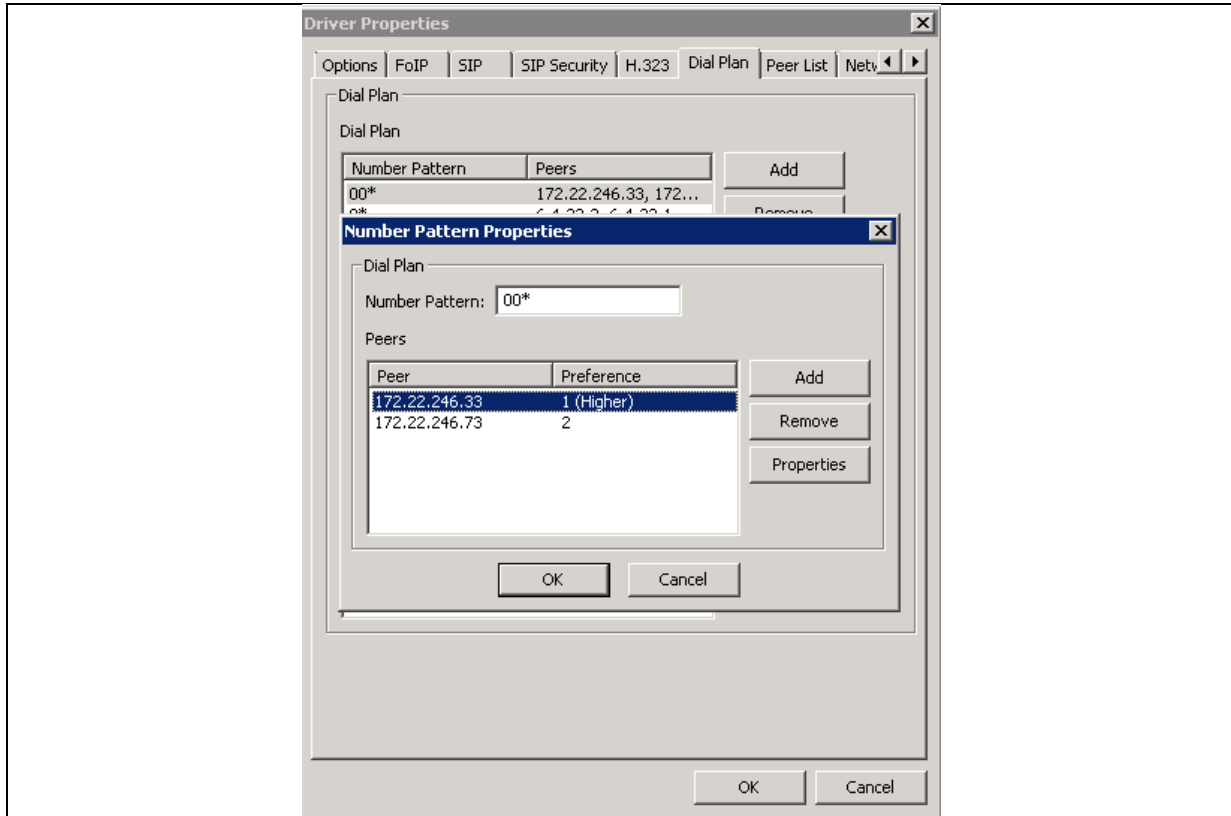 Driver Properties
Options FoIP SIP SIP Security H.323 Dial Plan Peer List Netw
Dial Plan
Dial Plan
Number Pattern Peers Add
00* 172.22.246.33, 172...
Remove
Number Pattern Properties
Dial Plan
Number Pattern: 00*
Peers
Peer Preference Add
172.22.246.33 1 (Higher)
172.22.246.73 2 Remove
Properties
OK Cancel
OK Cancel